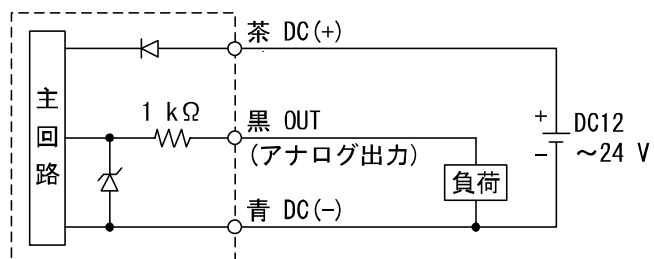 茶 DC(+)
主回路
1 kΩ
黒 OUT
(アナログ出力)
+
−
DC12
～24 V
負荷
青 DC(−)